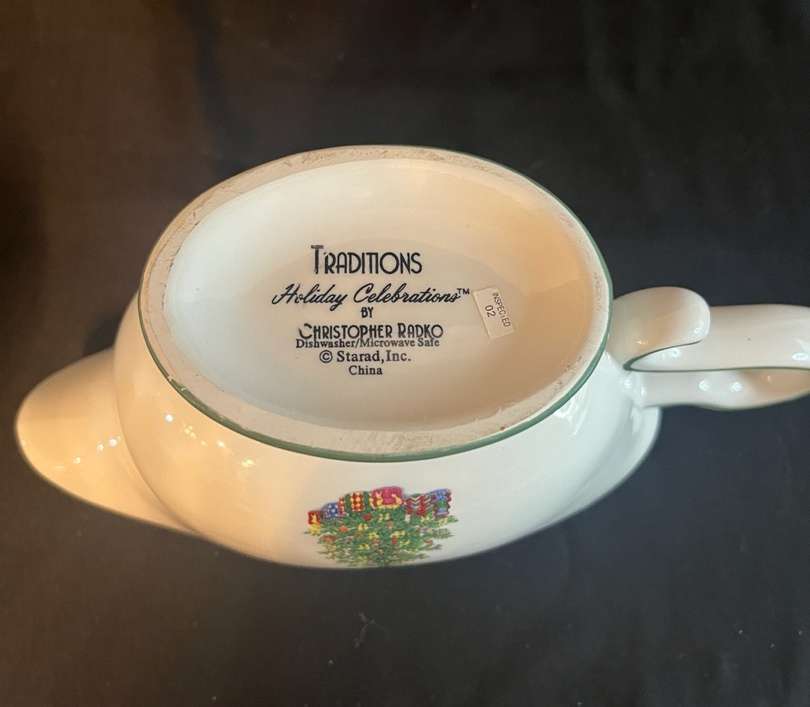 TRADITIONS
Holiday Celebrations™
BY
CHRISTOPHER RADKO
Dishwasher/Microwave Safe
© Starad, Inc.
China
INSPECTED
02